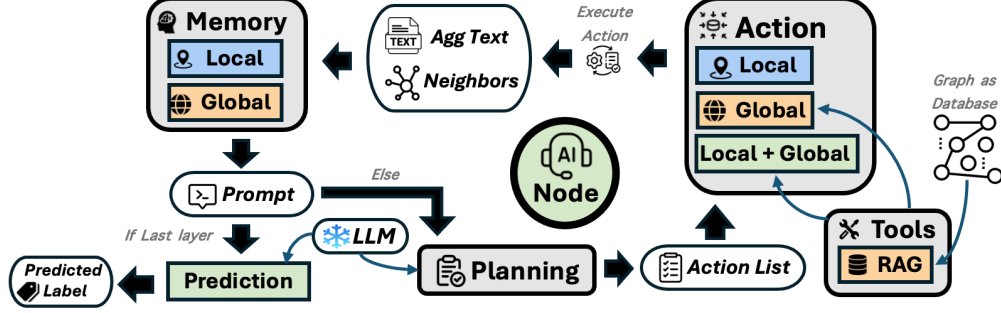 Memory
Local
Global
TEXT
Agg Text
Neighbors
Execute
Action
Action
Local
Global
Local + Global
Graph as
Database
AI
Node
Prompt
Else
If Last layer
LLM
Prediction
Predicted
Label
Planning
Action List
Tools
RAG